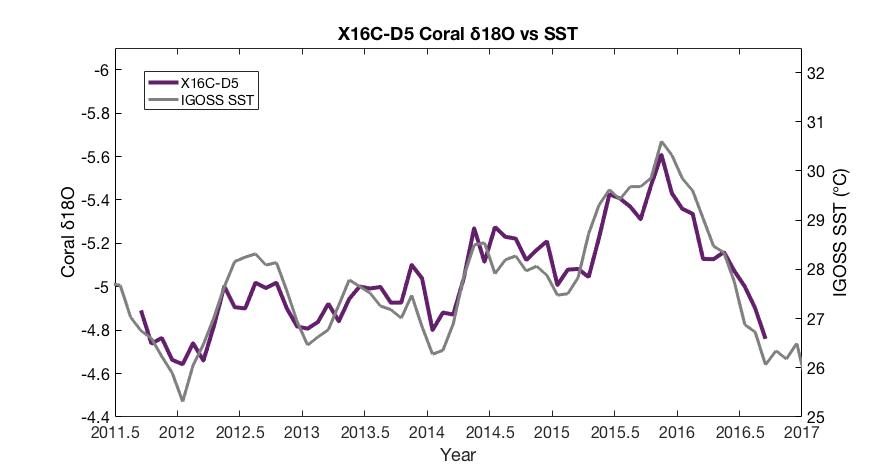 X16C-D5 Coral δ18O vs SST
X16C-D5
IGOSS SST
-6
-5.8
-5.6
-5.4
-5.2
-5
-4.8
-4.6
-4.4
Coral δ18O
32
31
30
29
28
27
26
25
IGOSS SST (°C)
2011.5 2012 2012.5 2013 2013.5 2014 2014.5 2015 2015.5 2016 2016.5 2017
Year